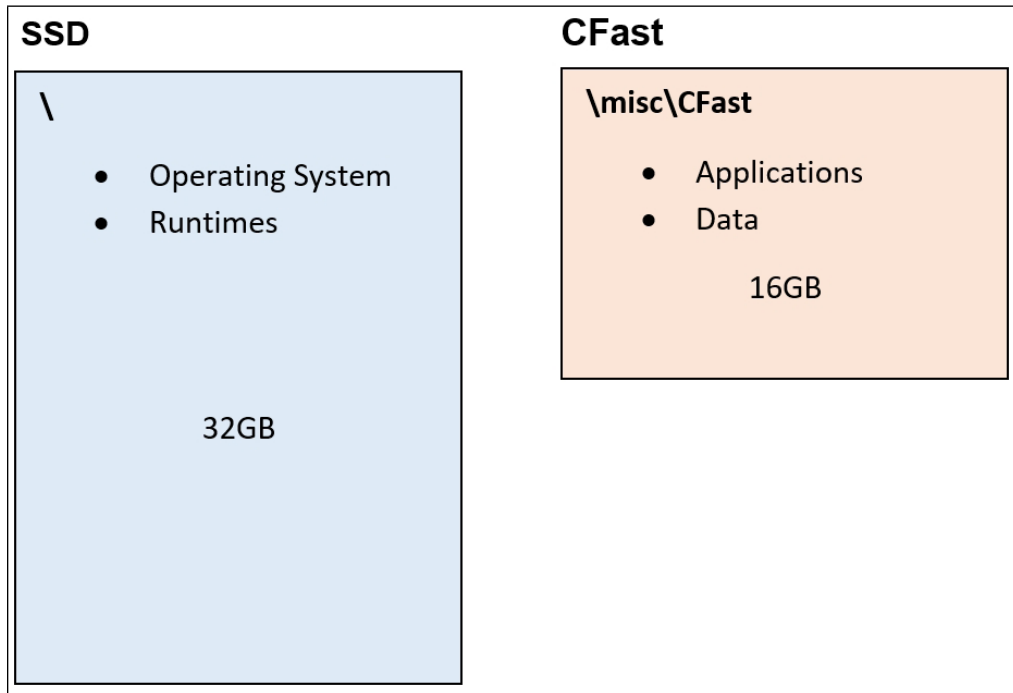 SSD
\
• Operating System
• Runtimes
32GB
CFast
\misc\CFast
• Applications
• Data
16GB